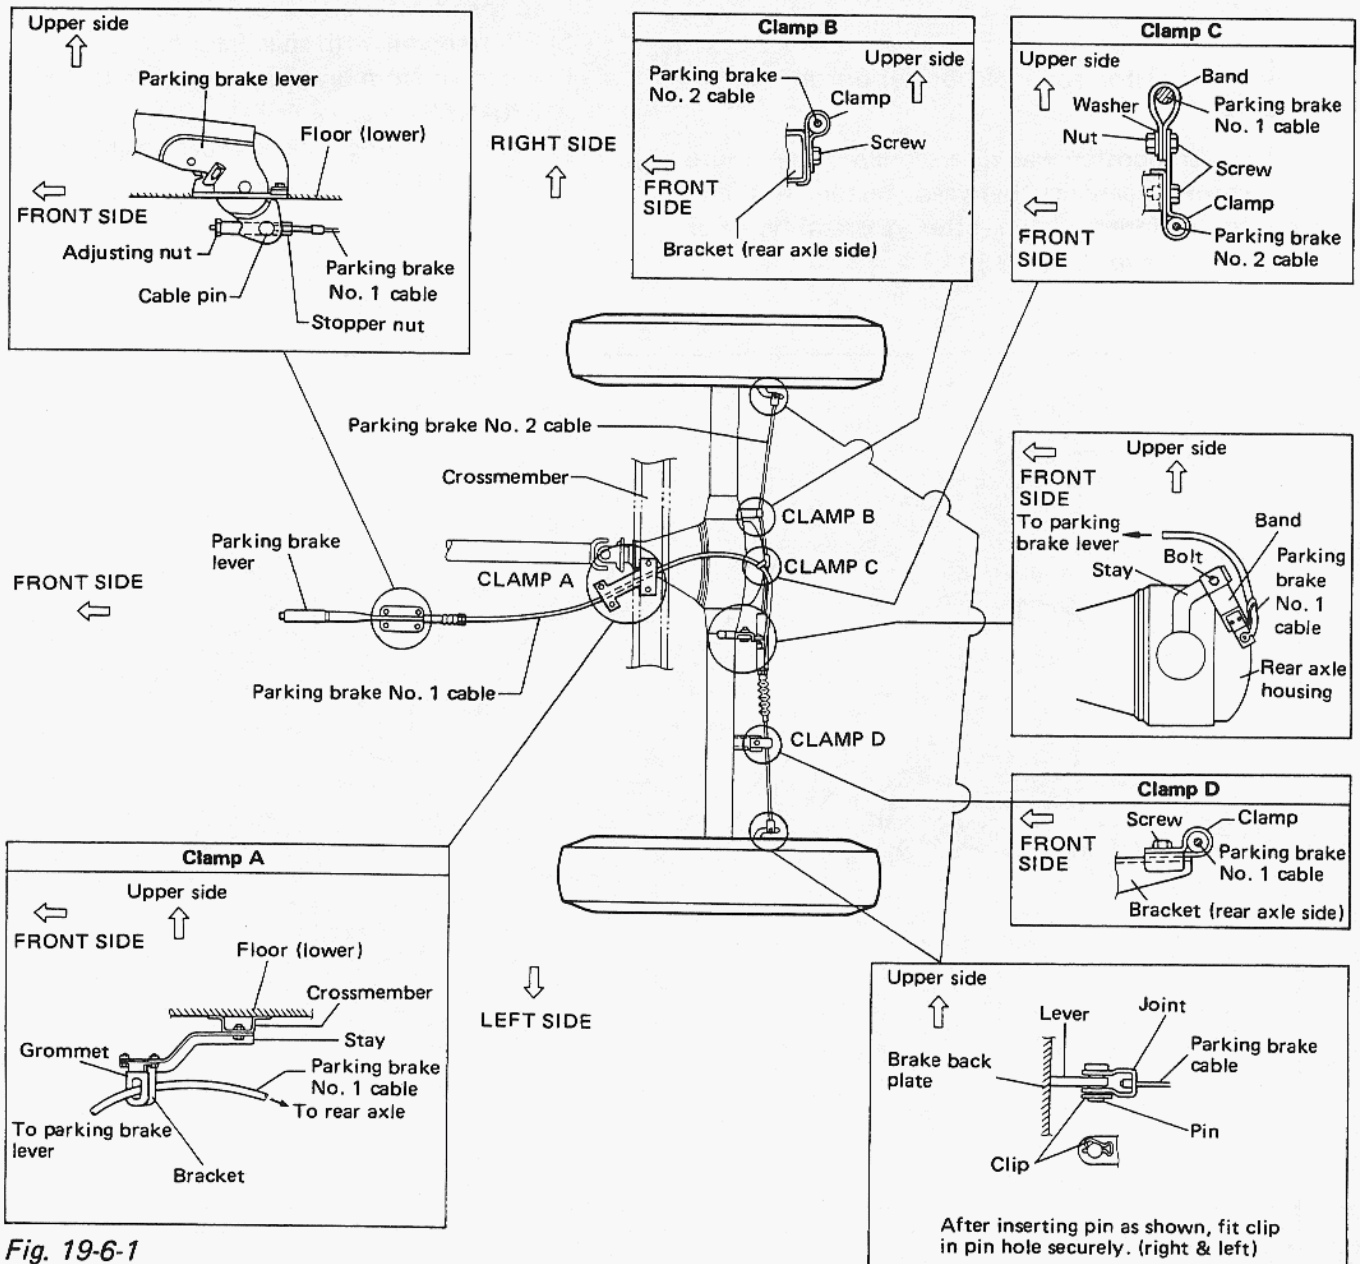 Upper side
Parking brake lever
Floor (lower)
FRONT SIDE
Adjusting nut
Cable pin
Parking brake
No. 1 cable
Stopper nut
RIGHT SIDE
Clamp B
Upper side
Parking brake
No. 2 cable
Clamp
Screw
FRONT
SIDE
Bracket (rear axle side)
Clamp C
Upper side
Band
Washer
Parking brake
No. 1 cable
Nut
Screw
Clamp
FRONT
SIDE
Parking brake
No. 2 cable
Parking brake No. 2 cable
Crossmember
CLAMP B
Parking brake
lever
CLAMP A
CLAMP C
FRONT SIDE
Parking brake No. 1 cable
CLAMP D
Upper side
FRONT
SIDE
To parking
brake lever
Bolt
Band
Stay
Parking
brake
No. 1
cable
Rear axle
housing
Clamp D
FRONT
SIDE
Screw
Clamp
Parking brake
No. 1 cable
Bracket (rear axle side)
Clamp A
Upper side
FRONT SIDE
Floor (lower)
Crossmember
Stay
Grommet
Parking brake
No. 1 cable
To rear axle
To parking brake
lever
Bracket
LEFT SIDE
Upper side
Lever
Joint
Brake back
plate
Parking brake
cable
Pin
Clip
After inserting pin as shown, fit clip
in pin hole securely. (right & left)
Fig. 19-6-1